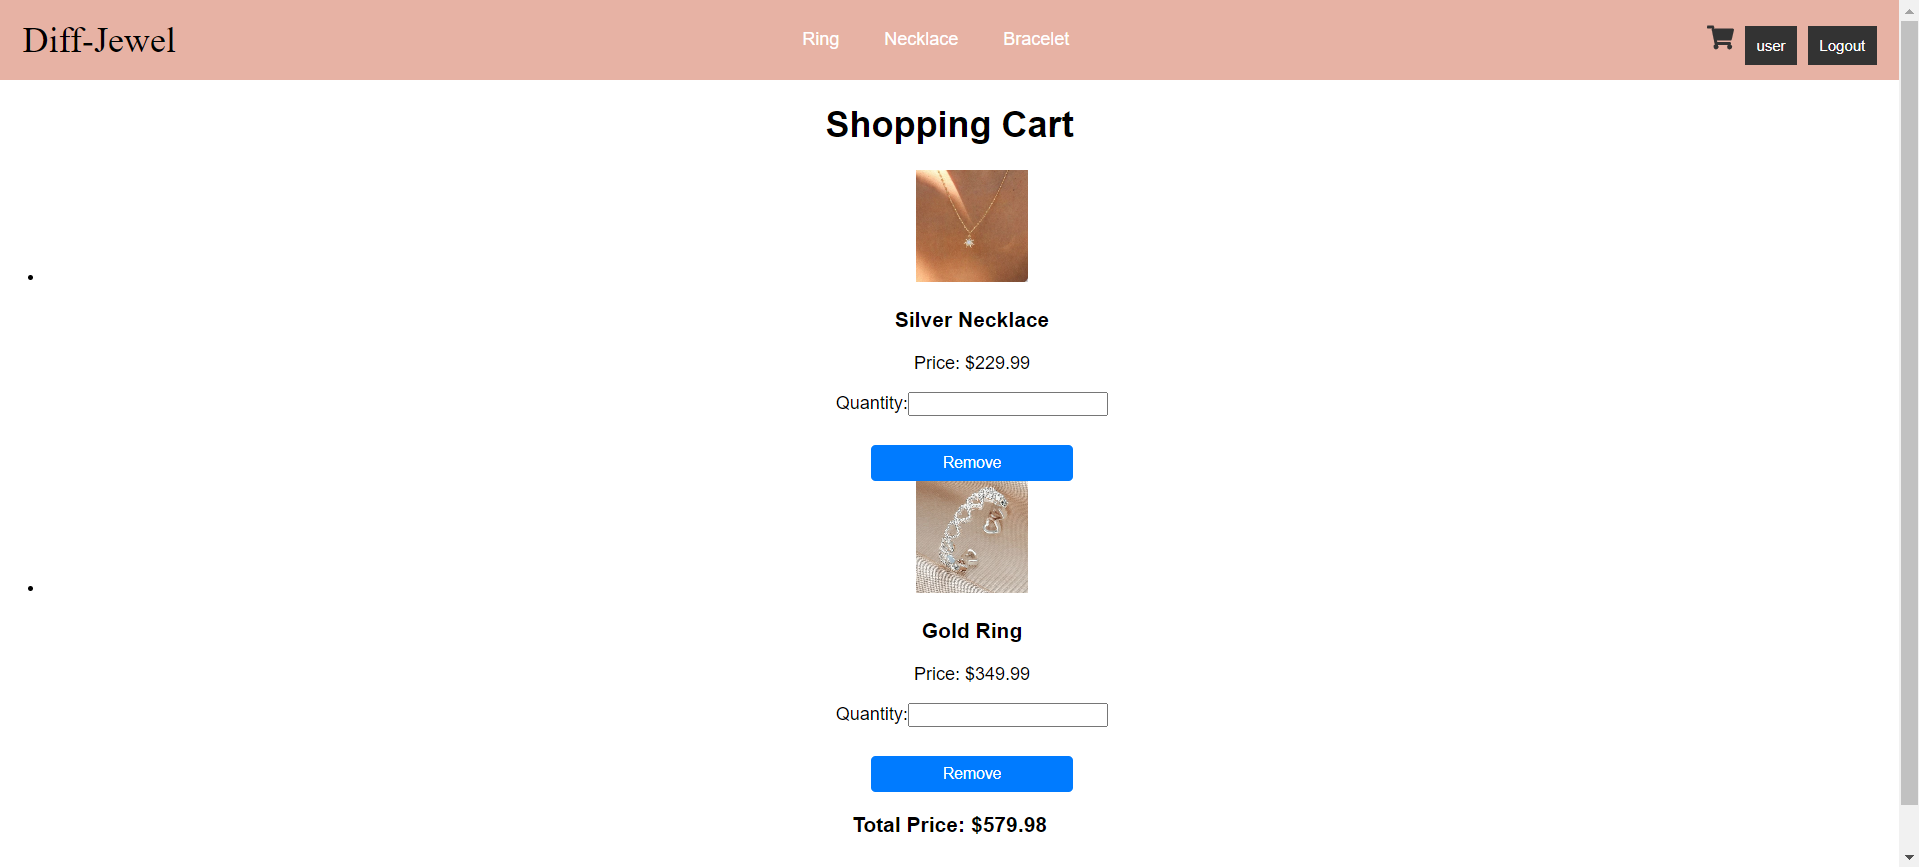 Diff-Jewel
Ring Necklace Bracelet
user Logout
Shopping Cart
Silver Necklace
Price: $229.99
Quantity:
Remove
Gold Ring
Price: $349.99
Quantity:
Remove
Total Price: $579.98